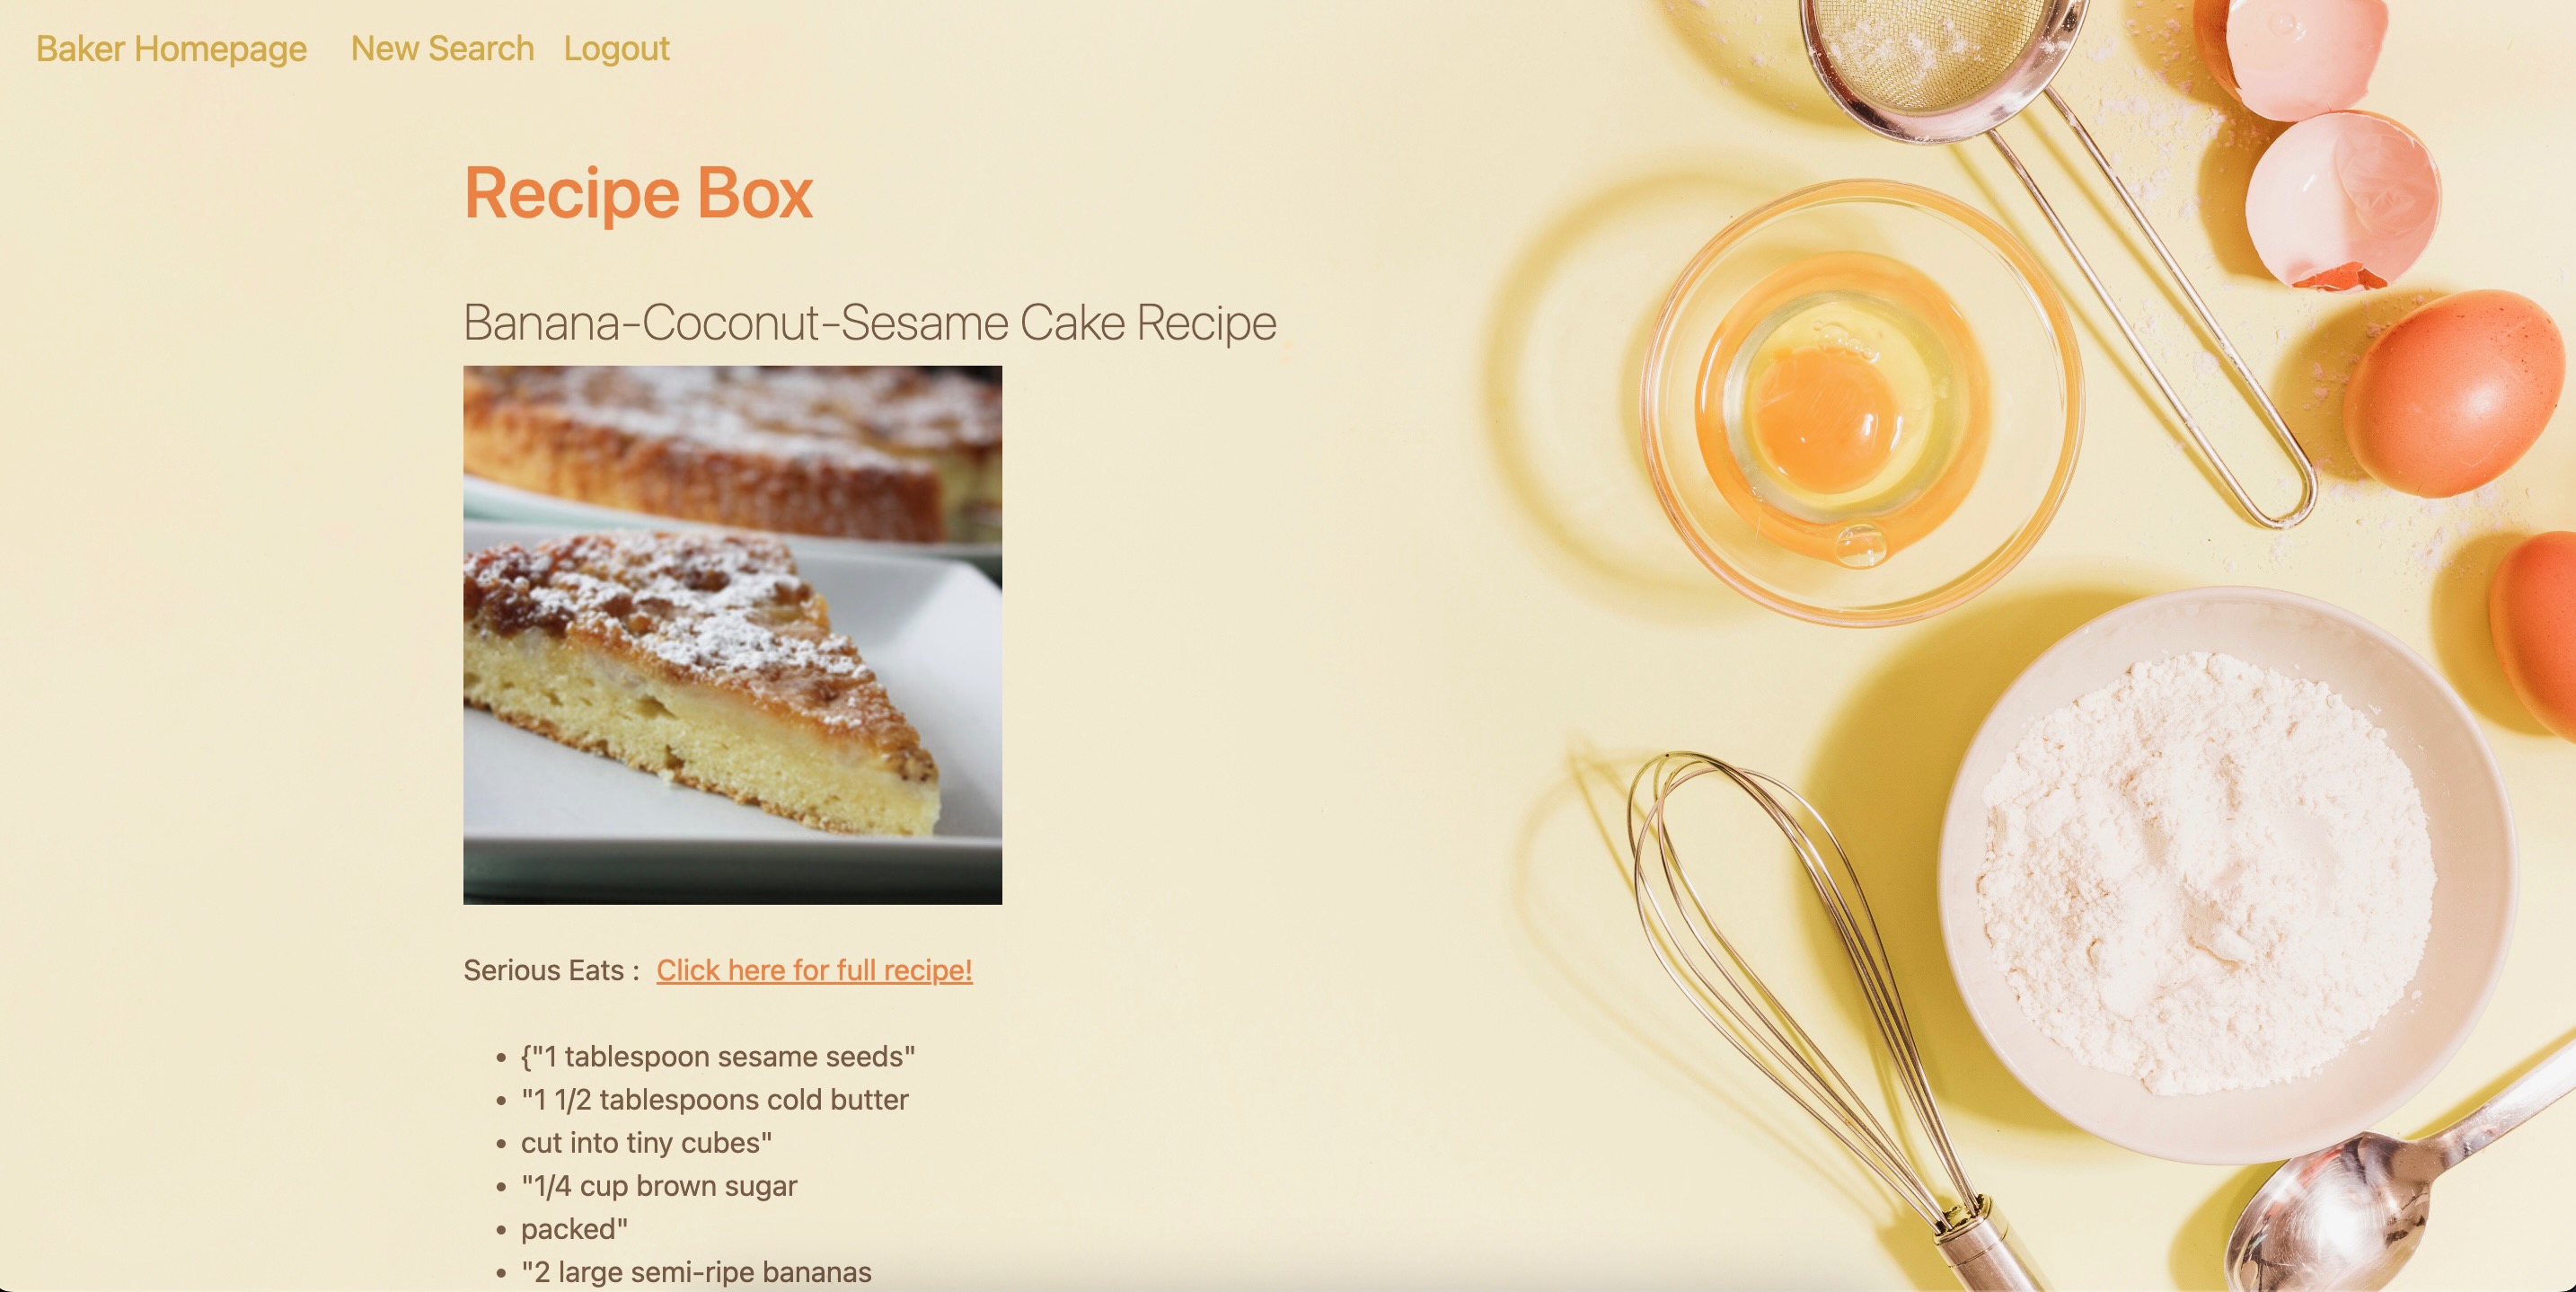 Baker Homepage New Search Logout
Recipe Box
Banana-Coconut-Sesame Cake Recipe
Serious Eats : Click here for full recipe!
• {"1 tablespoon sesame seeds"
• "1 1/2 tablespoons cold butter
• cut into tiny cubes"
• "1/4 cup brown sugar
• packed"
• "2 large semi-ripe bananas